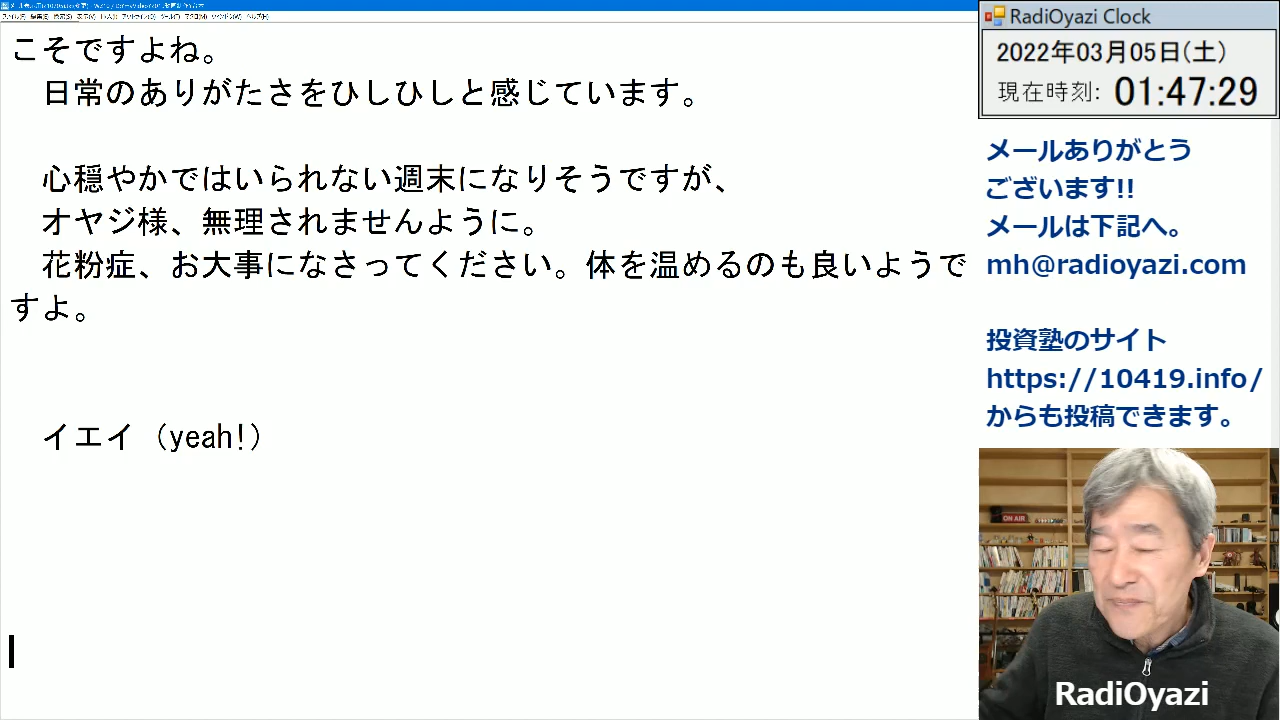 こそですよね。
日常のありがたさをひしひしと感じています。
心穏やかではいられない週末になりそうですが、
オヤジ様、無理されませんように。
花粉症、お大事になさってください。体を温めるのも良いようで
すよ。
イエイ（yeah!）
RadiOyazi Clock
2022年03月05日(土)
現在時刻: 01:47:29
メールありがとう
ございます!!
メールは下記へ。
mh@radioyazi.com
投資塾のサイト
https://10419.info/
からも投稿できます。
ON AIR
RadiOyazi